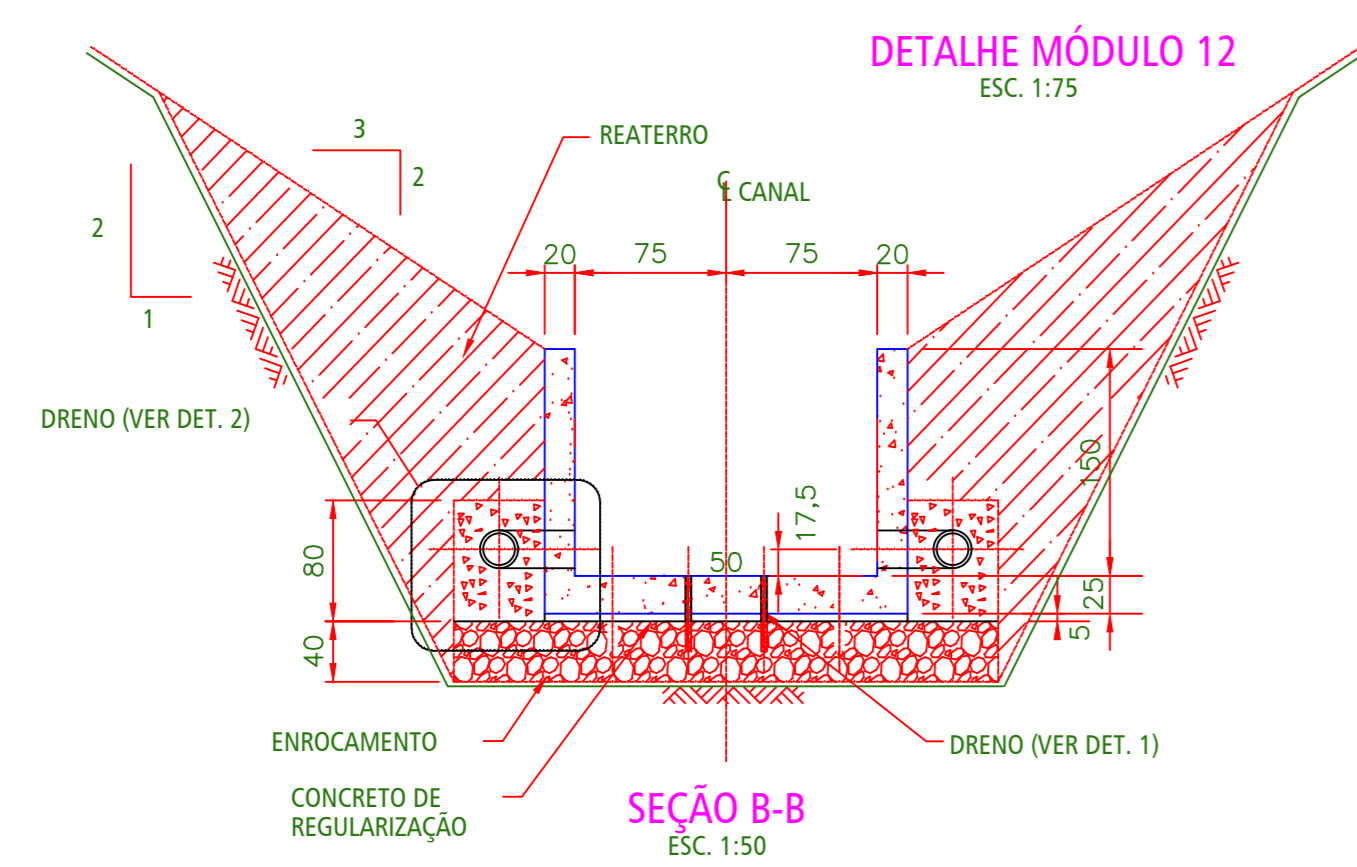 DETALHE MÓDULO 12
ESC. 1:75
3
2
REATERRO
℄ CANAL
2
1
20
75
75
20
DRENO (VER DET. 2)
150
17,5
50
80
25
5
40
ENROCAMENTO
DRENO (VER DET. 1)
CONCRETO DE
REGULARIZAÇÃO
SEÇÃO B-B
ESC. 1:50